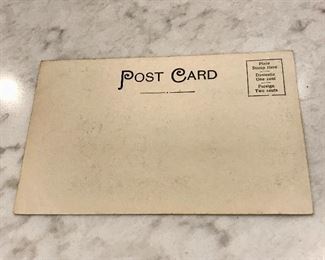 POST CARD
Place
Stamp Here
Domestic
One cent
Foreign
Two cents